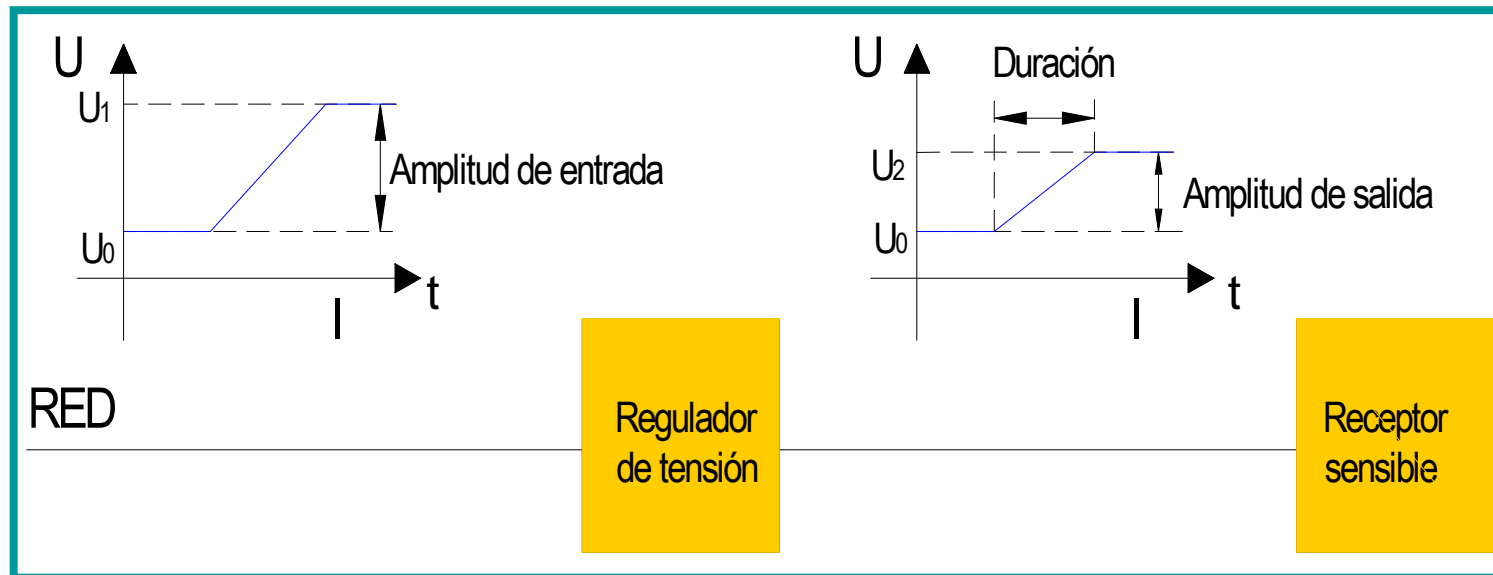 U
U1
Amplitud de entrada
U0
t
I
U
Duración
U2
Amplitud de salida
U0
t
I
RED
Regulador
de tensión
Receptor
sensible